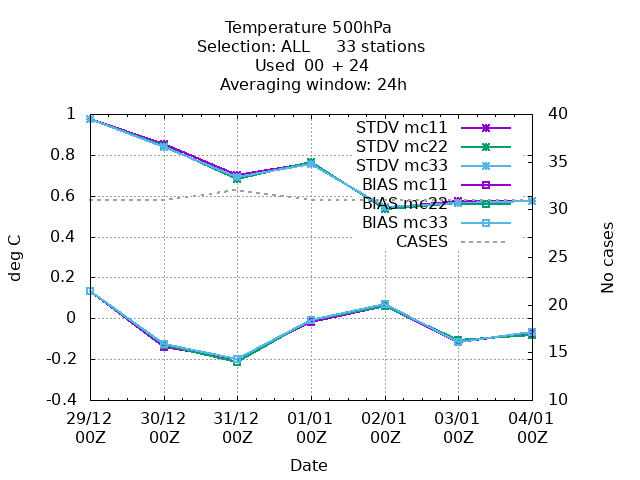 Temperature 500hPa
Selection: ALL 33 stations
Used 00 + 24
Averaging window: 24h
1
0.8
0.6
0.4
0.2
0
-0.2
-0.4
deg C
40
35
30
25
20
15
10
No cases
STDV mc11
STDV mc22
STDV mc33
BIAS mc11
BIAS mc22
BIAS mc33
CASES
29/12 30/12 31/12 01/01 02/01 03/01 04/01
00Z 00Z 00Z 00Z 00Z 00Z 00Z
Date